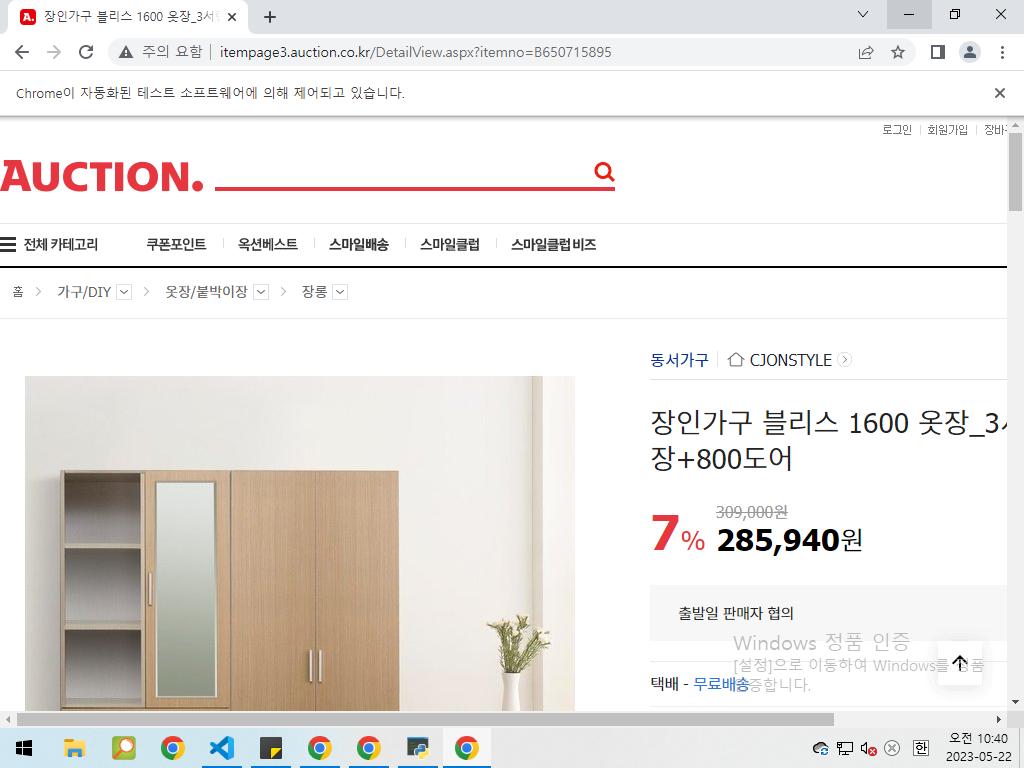 장인가구 블리스 1600 옷장_3서랍
주의 요함 itempage3.auction.co.kr/DetailView.aspx?itemno=B650715895
Chrome이 자동화된 테스트 소프트웨어에 의해 제어되고 있습니다.
로그인 회원가입 장바
AUCTION.
전체 카테고리 쿠폰포인트 옥션베스트 스마일배송 스마일클럽 스마일클럽 비즈
홈 가구/DIY 옷장/붙박이장 장롱
동서가구 CJONSTYLE
장인가구 블리스 1600 옷장_3
장+800도어
309,000원
7% 285,940원
출발일 판매자 협의
Windows 정품 인증
[설정]으로 이동하여 Windows를 정품
택배 - 무료배송
증합니다.
한
오전 10:40
2023-05-22